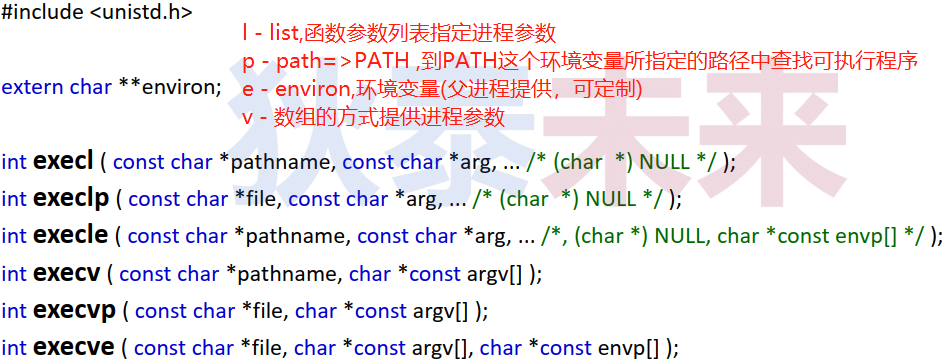 #include <unistd.h>
l - list,函数参数列表指定进程参数
p - path=>PATH ,到PATH这个环境变量所指定的路径中查找可执行程序
extern char **environ;
e - environ,环境变量(父进程提供，可定制)
v - 数组的方式提供进程参数
狄泰未来
int execl ( const char *pathname, const char *arg, ... /* (char  *) NULL */ );
int execlp ( const char *file, const char *arg, ... /* (char  *) NULL */ );
int execle ( const char *pathname, const char *arg, ... /*, (char *) NULL, char *const envp[] */ );
int execv ( const char *pathname, char *const argv[] );
int execvp ( const char *file, char *const argv[] );
int execve ( const char *file, char *const argv[], char *const envp[] );